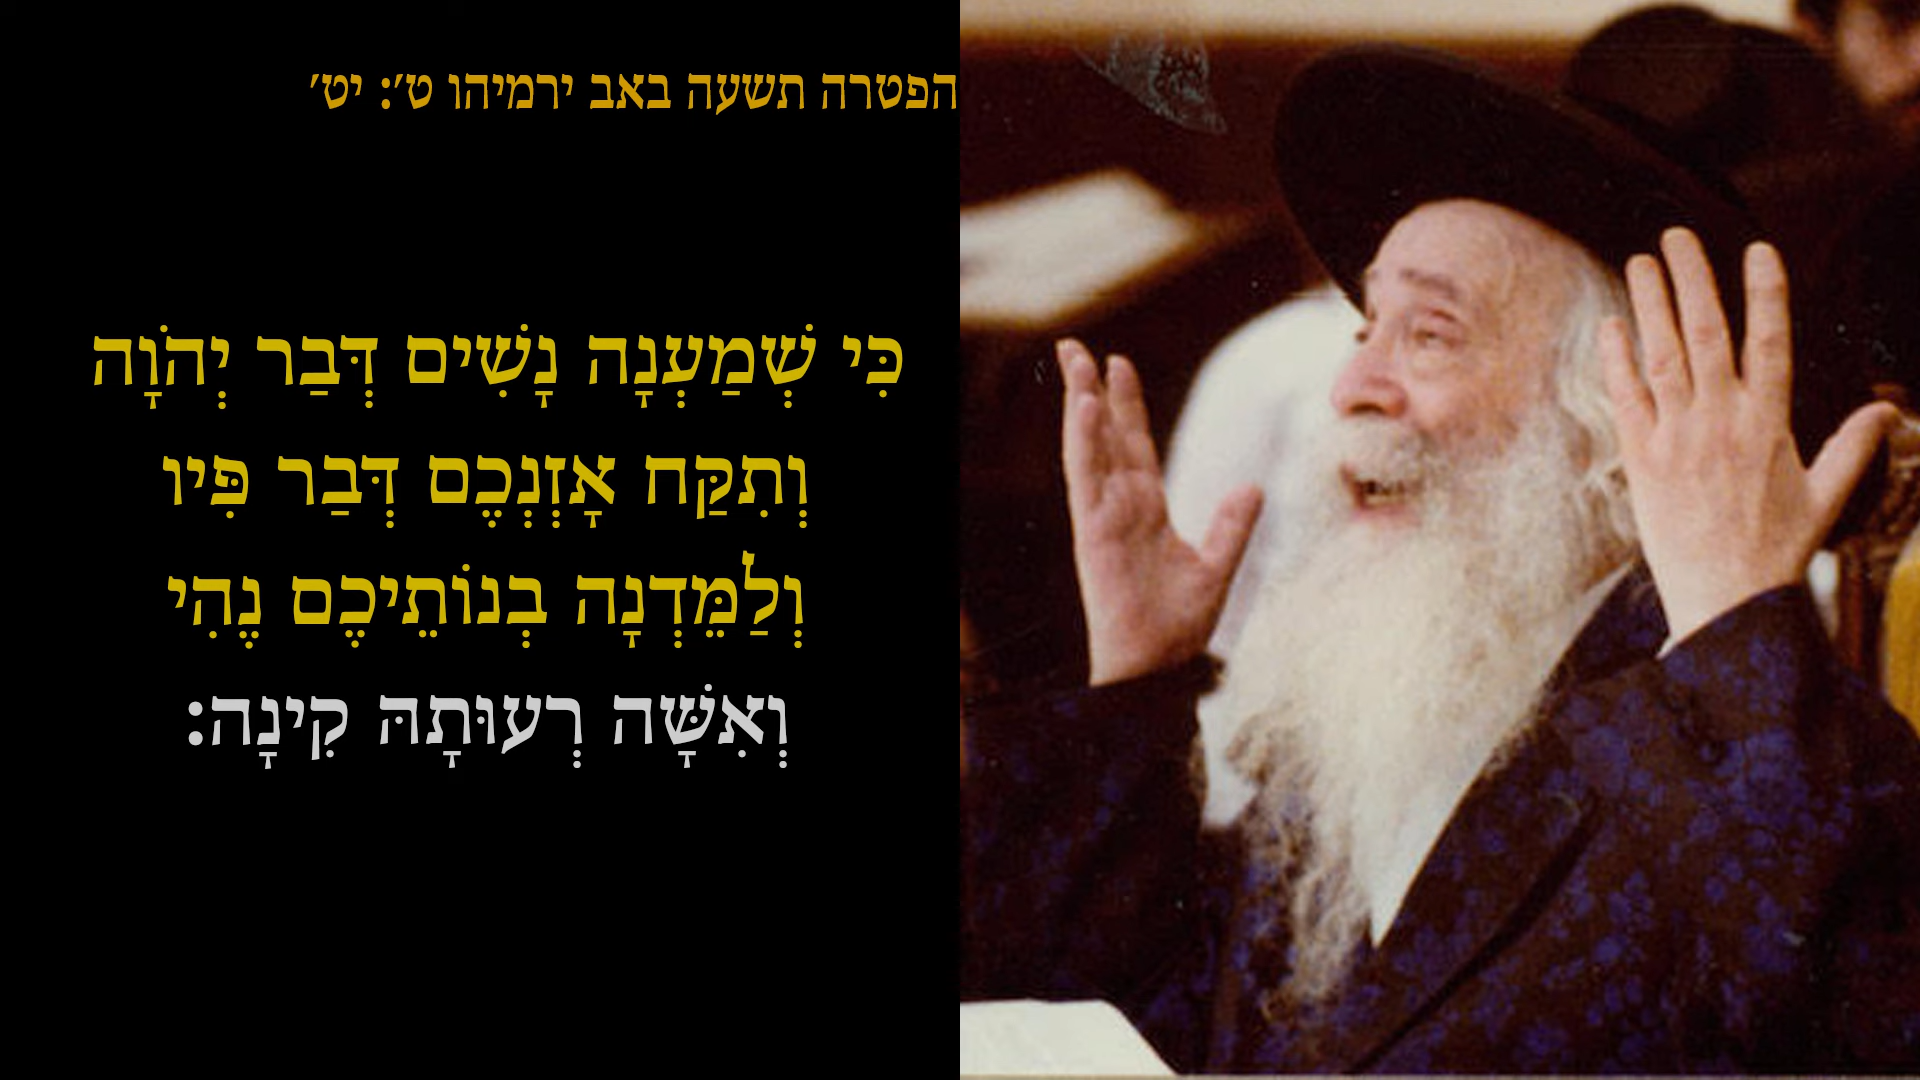 הפטרה תשעה באב ירמיהו ט׳: יט׳
כִּי שְׁמַעְנָה נָשִׁים דְּבַר יְהֹוָה
וְתִקַּח אָזְנְכֶם דְּבַר פִּיו
וְלַמֵּדְנָה בְנוֹתֵיכֶם נֶהִי
וְאִשָּׁה רְעוּתָהּ קִינָה: